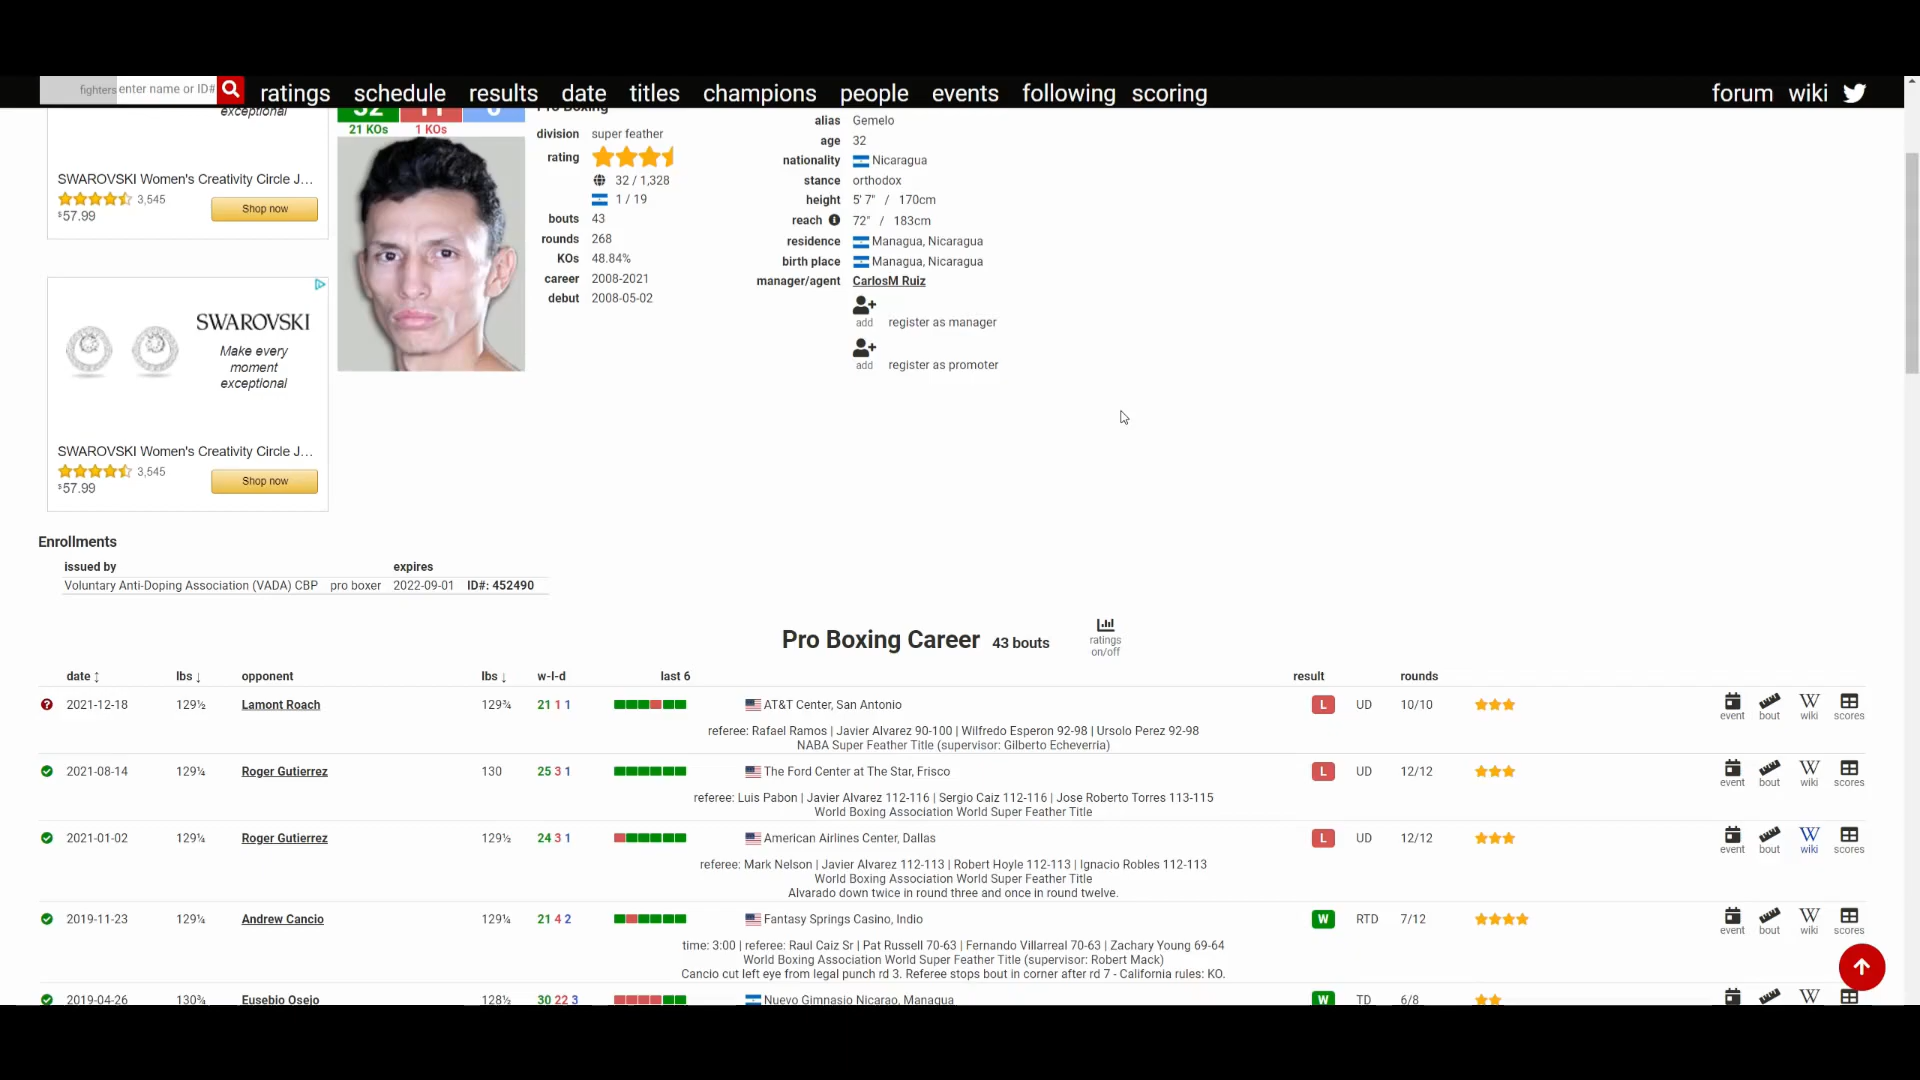 fighters enter name or ID# ratings schedule results date titles champions people events following scoring forum wiki
exceptional
SWAROVSKI Women's Creativity Circle J...
3,545
$57.99
Shop now
SWAROVSKI
Make every
moment
exceptional
SWAROVSKI Women's Creativity Circle J...
3,545
$57.99
Shop now
21 KOs 1 KOs
Pro Boxing
division super feather
rating
32 / 1,328
1 / 19
bouts 43
rounds 268
KOs 48.84%
career 2008-2021
debut 2008-05-02
alias Gemelo
age 32
nationality Nicaragua
stance orthodox
height 5' 7" / 170cm
reach 72" / 183cm
residence Managua, Nicaragua
birth place Managua, Nicaragua
manager/agent CarlosM Ruiz
add register as manager
add register as promoter
Enrollments
issued by expires
Voluntary Anti-Doping Association (VADA) CBP pro boxer 2022-09-01 ID#: 452490
Pro Boxing Career 43 bouts ratings
on/off
date ↕ lbs ↓ opponent lbs ↓ w-l-d last 6 result rounds
2021-12-18 129½ Lamont Roach 129¾ 21 1 1 AT&T Center, San Antonio L UD 10/10 event bout wiki scores
referee: Rafael Ramos | Javier Alvarez 90-100 | Wilfredo Esperon 92-98 | Ursolo Perez 92-98
NABA Super Feather Title (supervisor: Gilberto Echeverria)
2021-08-14 129¼ Roger Gutierrez 130 25 3 1 The Ford Center at The Star, Frisco L UD 12/12 event bout wiki scores
referee: Luis Pabon | Javier Alvarez 112-116 | Sergio Caiz 112-116 | Jose Roberto Torres 113-115
World Boxing Association World Super Feather Title
2021-01-02 129¼ Roger Gutierrez 129½ 24 3 1 American Airlines Center, Dallas L UD 12/12 event bout wiki scores
referee: Mark Nelson | Javier Alvarez 112-113 | Robert Hoyle 112-113 | Ignacio Robles 112-113
World Boxing Association World Super Feather Title
Alvarado down twice in round three and once in round twelve.
2019-11-23 129¼ Andrew Cancio 129¼ 21 4 2 Fantasy Springs Casino, Indio W RTD 7/12 event bout wiki scores
time: 3:00 | referee: Raul Caiz Sr | Pat Russell 70-63 | Fernando Villarreal 70-63 | Zachary Young 69-64
World Boxing Association World Super Feather Title (supervisor: Robert Mack)
Cancio cut left eye from legal punch rd 3. Referee stops bout in corner after rd 7 - California rules: KO.
2019-04-26 130¾ Eusebio Osejo 128½ 30 22 3 Nuevo Gimnasio Nicarao, Managua W TD 6/8